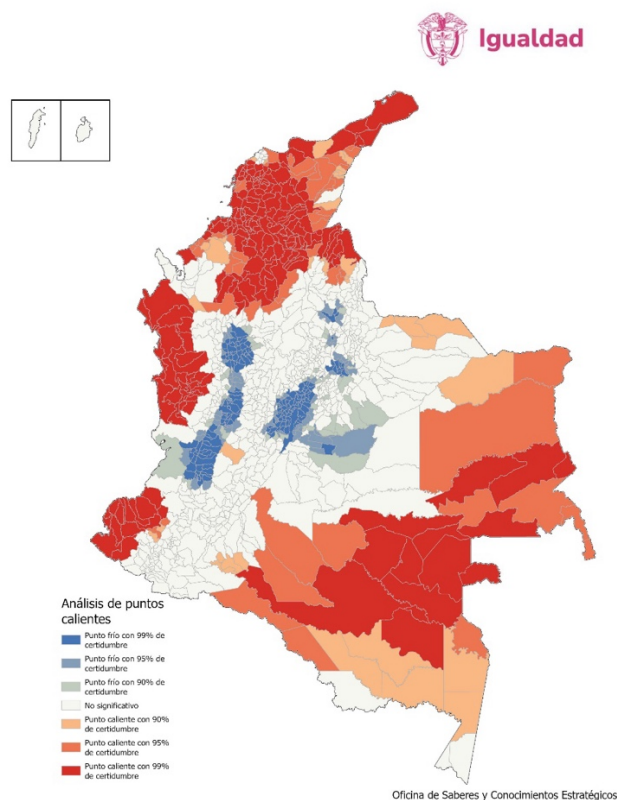 Igualdad
Análisis de puntos
calientes
Punto frío con 99% de
certidumbre
Punto frío con 95% de
certidumbre
Punto frío con 90% de
certidumbre
No significativo
Punto caliente con 90%
de certidumbre
Punto caliente con 95%
de certidumbre
Punto caliente con 99%
de certidumbre
Oficina de Saberes y Conocimientos Estratégicos